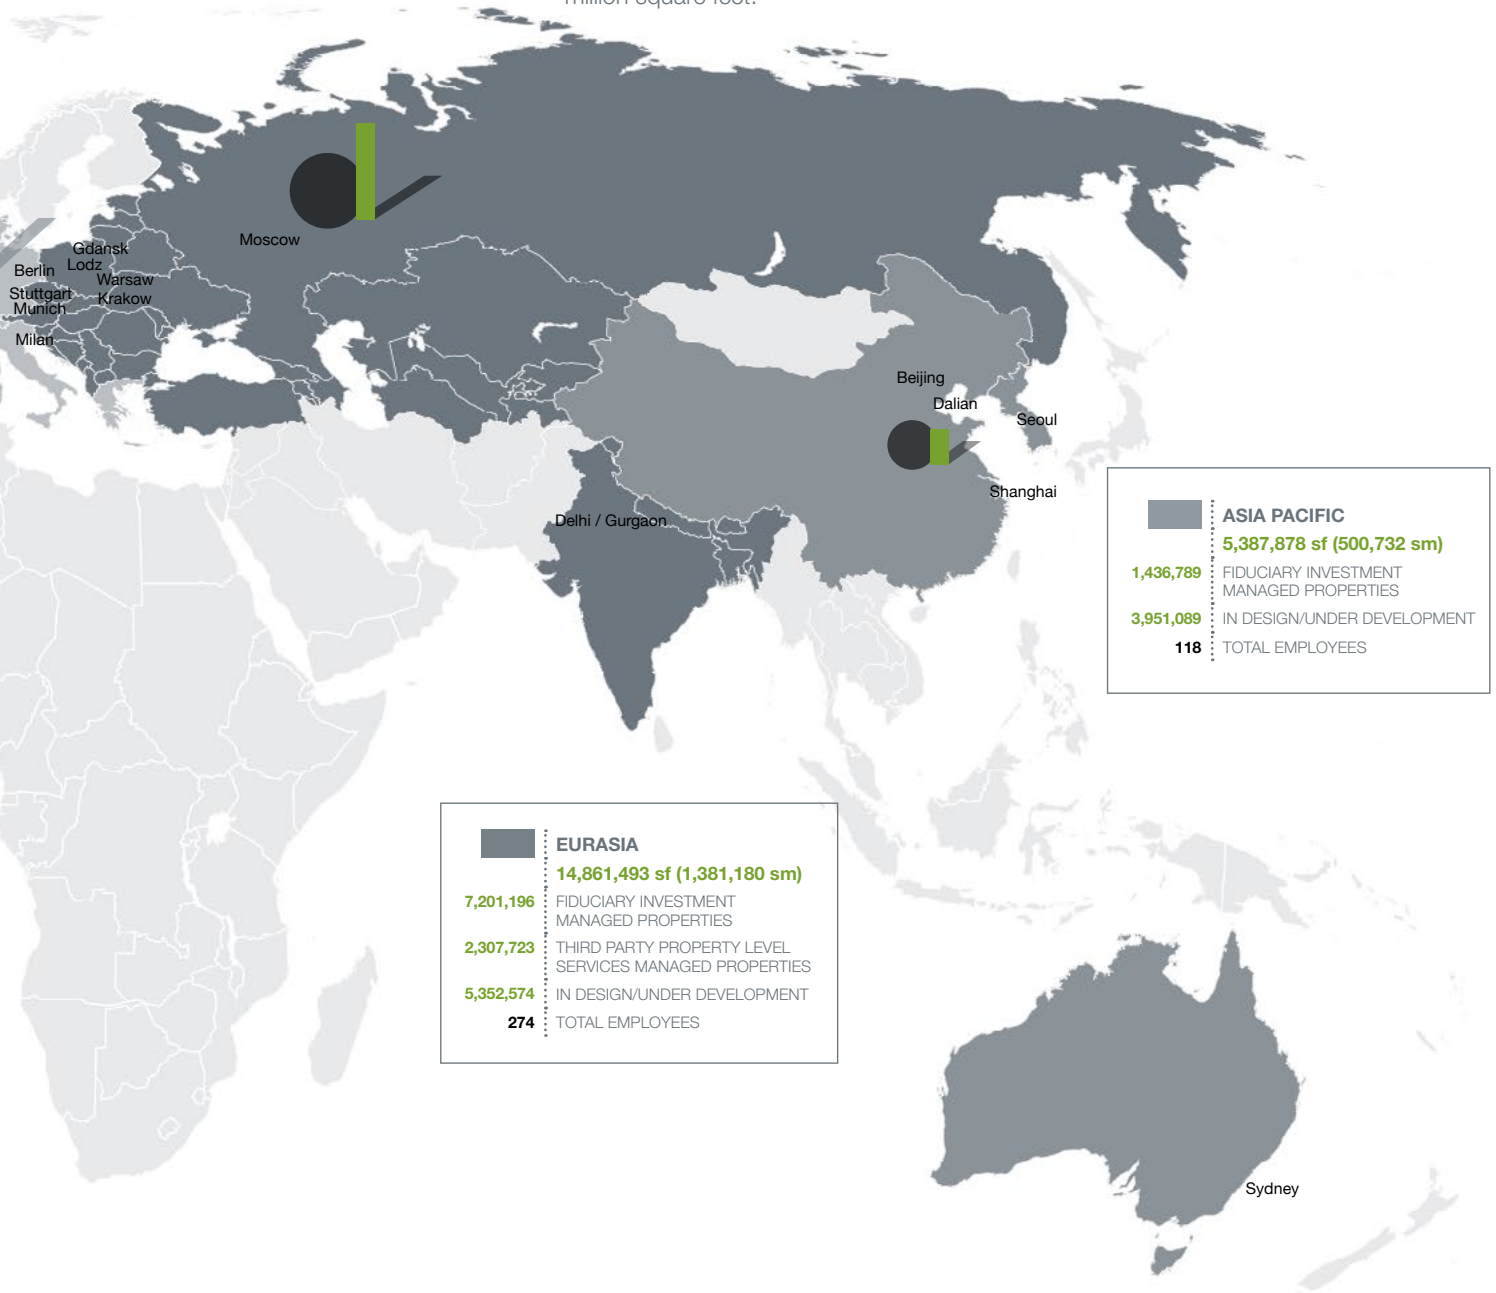 million square feet.
Moscow
Gdansk
Lodz
Berlin
Warsaw
Stuttgart
Krakow
Munich
Milan
Beijing
Dalian
Seoul
Shanghai
Delhi / Gurgaon
ASIA PACIFIC
5,387,878 sf (500,732 sm)
1,436,789 FIDUCIARY INVESTMENT
MANAGED PROPERTIES
3,951,089 IN DESIGN/UNDER DEVELOPMENT
118 TOTAL EMPLOYEES
EURASIA
14,861,493 sf (1,381,180 sm)
7,201,196 FIDUCIARY INVESTMENT
MANAGED PROPERTIES
2,307,723 THIRD PARTY PROPERTY LEVEL
SERVICES MANAGED PROPERTIES
5,352,574 IN DESIGN/UNDER DEVELOPMENT
274 TOTAL EMPLOYEES
Sydney